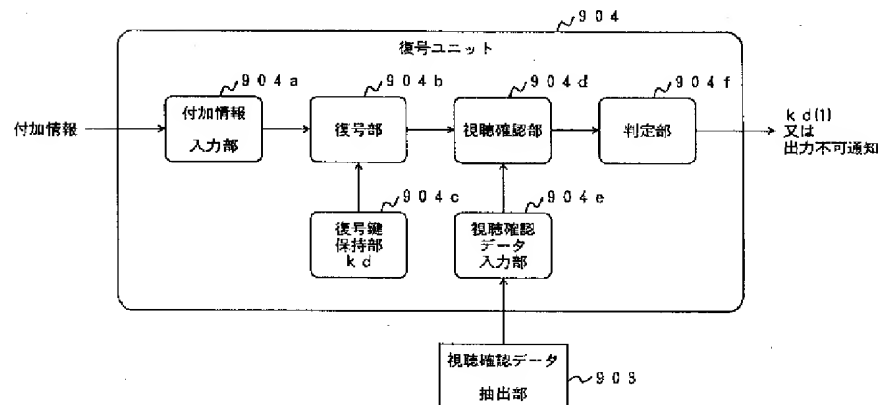 904
復号ユニット
904a
904b
904d
904f
付加情報
付加情報
入力部
復号部
視聴確認部
判定部
kd(1)
又は
出力不可通知
904c
904e
復号鍵
保持部
kd
視聴確認
データ
入力部
視聴確認データ
抽出部
908